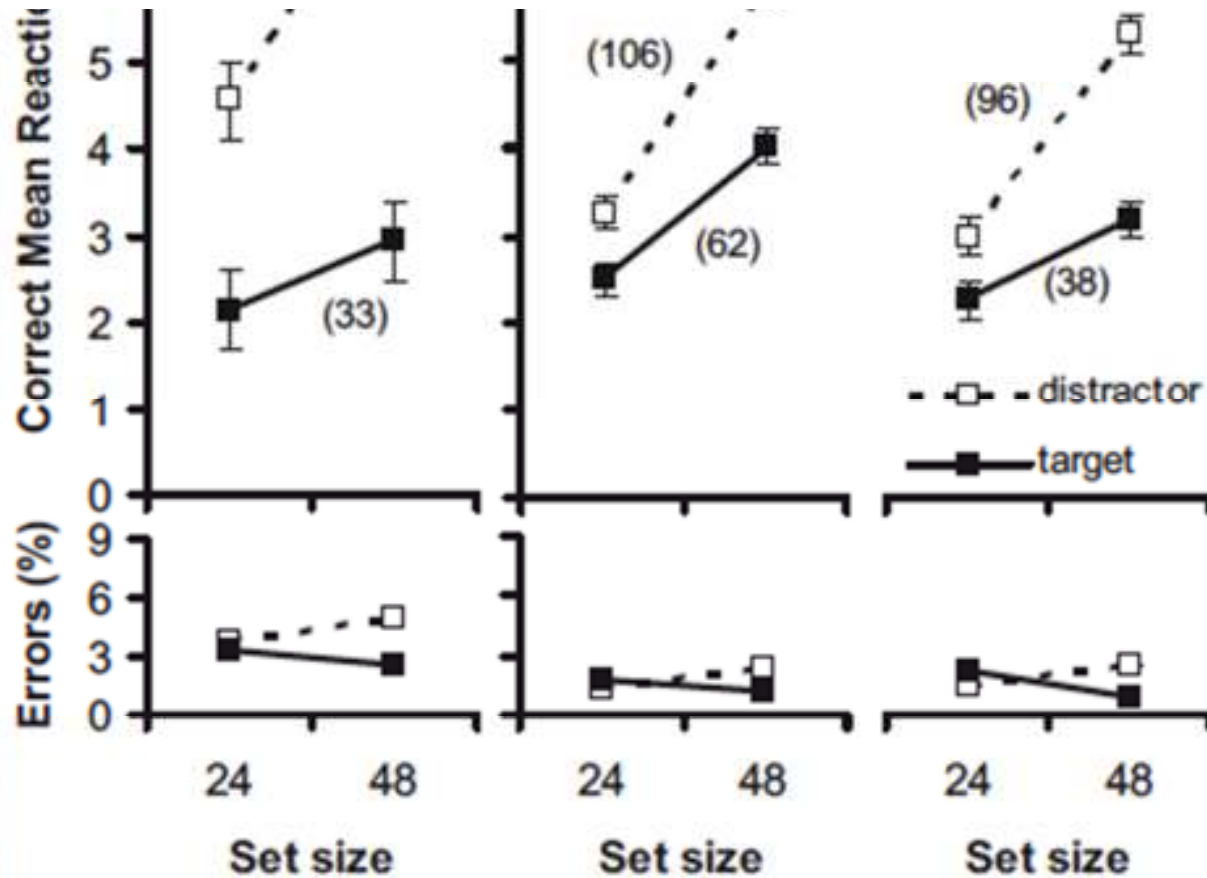 Correct Mean Reactio
5
4
3
2
1
0
(33)
(106)
(62)
(96)
(38)
distractor
target
Errors (%)
9
6
3
0
24 48
24 48
24 48
Set size
Set size
Set size